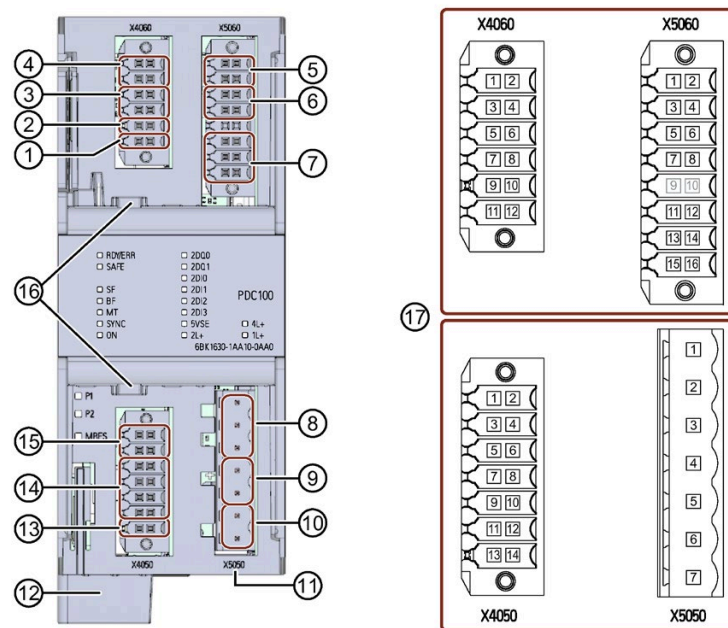 X4060 X5060
④ ⑤
③ ⑥
②
① ⑦
RDY/ERR 2DQ0
SAFE 2DQ1
2DI0
SF 2DI1 PDC100
BF 2DI2
MT 2DI3
SYNC 5VSE 4L+
ON 2L+ 1L+
6BK1630-1AA10-0AA0
⑯
P1
P2
MRES
⑧
⑮
⑭ ⑨
⑬ ⑩
X4050 X5050 ⑪
⑫
X4060 X5060
1 2 1 2
3 4 3 4
5 6 5 6
7 8 7 8
9 10 9 10
11 12 11 12
13 14
15 16
⑰
1 2
3 4
5 6
7 8
9 10
11 12
13 14
X4050
1
2
3
4
5
6
7
X5050